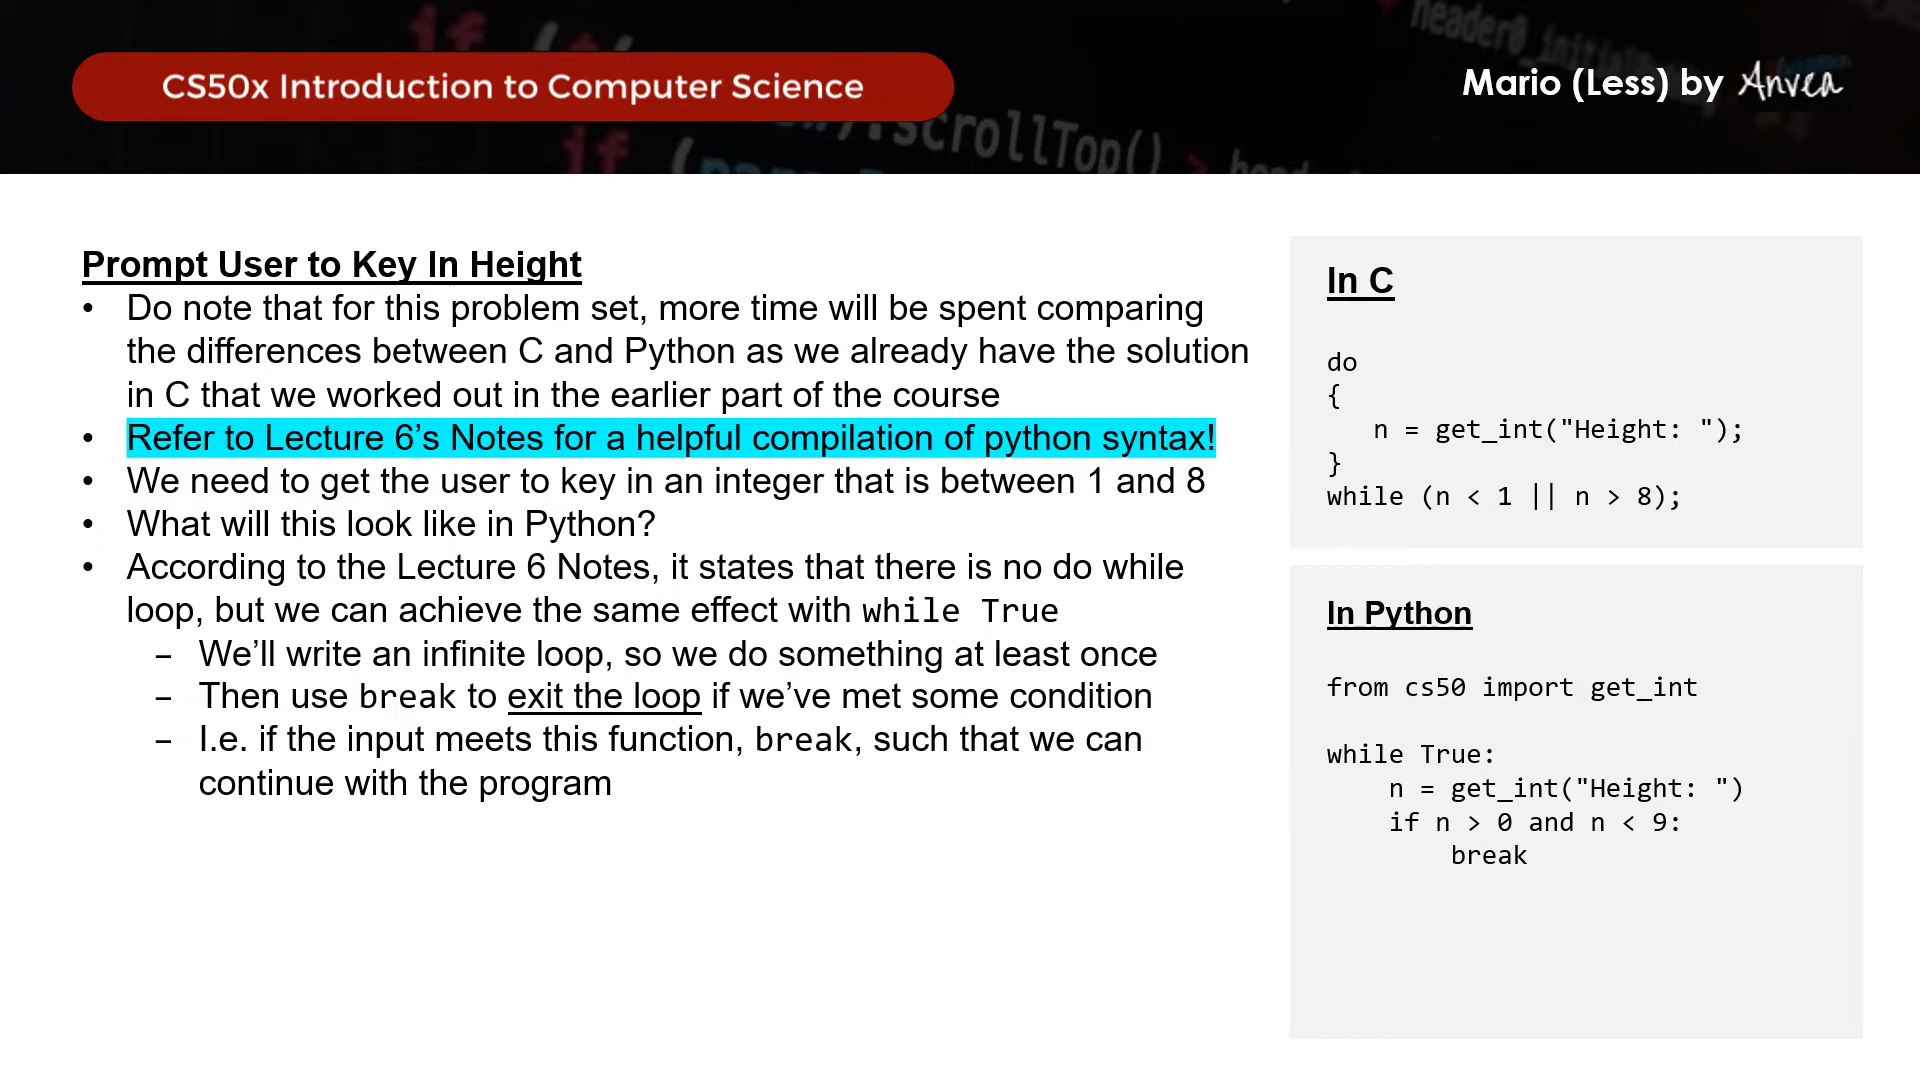 if (t(
header0_initial
CS50x Introduction to Computer Science
Mario (Less) by Anvea
.scrollTop() >
if (
Prompt User to Key In Height
• Do note that for this problem set, more time will be spent comparing
the differences between C and Python as we already have the solution
in C that we worked out in the earlier part of the course
• Refer to Lecture 6’s Notes for a helpful compilation of python syntax!
• We need to get the user to key in an integer that is between 1 and 8
• What will this look like in Python?
• According to the Lecture 6 Notes, it states that there is no do while
loop, but we can achieve the same effect with while True
– We’ll write an infinite loop, so we do something at least once
– Then use break to exit the loop if we’ve met some condition
– I.e. if the input meets this function, break, such that we can
continue with the program
In C
do
{
n = get_int("Height: ");
}
while (n < 1 || n > 8);
In Python
from cs50 import get_int
while True:
n = get_int("Height: ")
if n > 0 and n < 9:
break